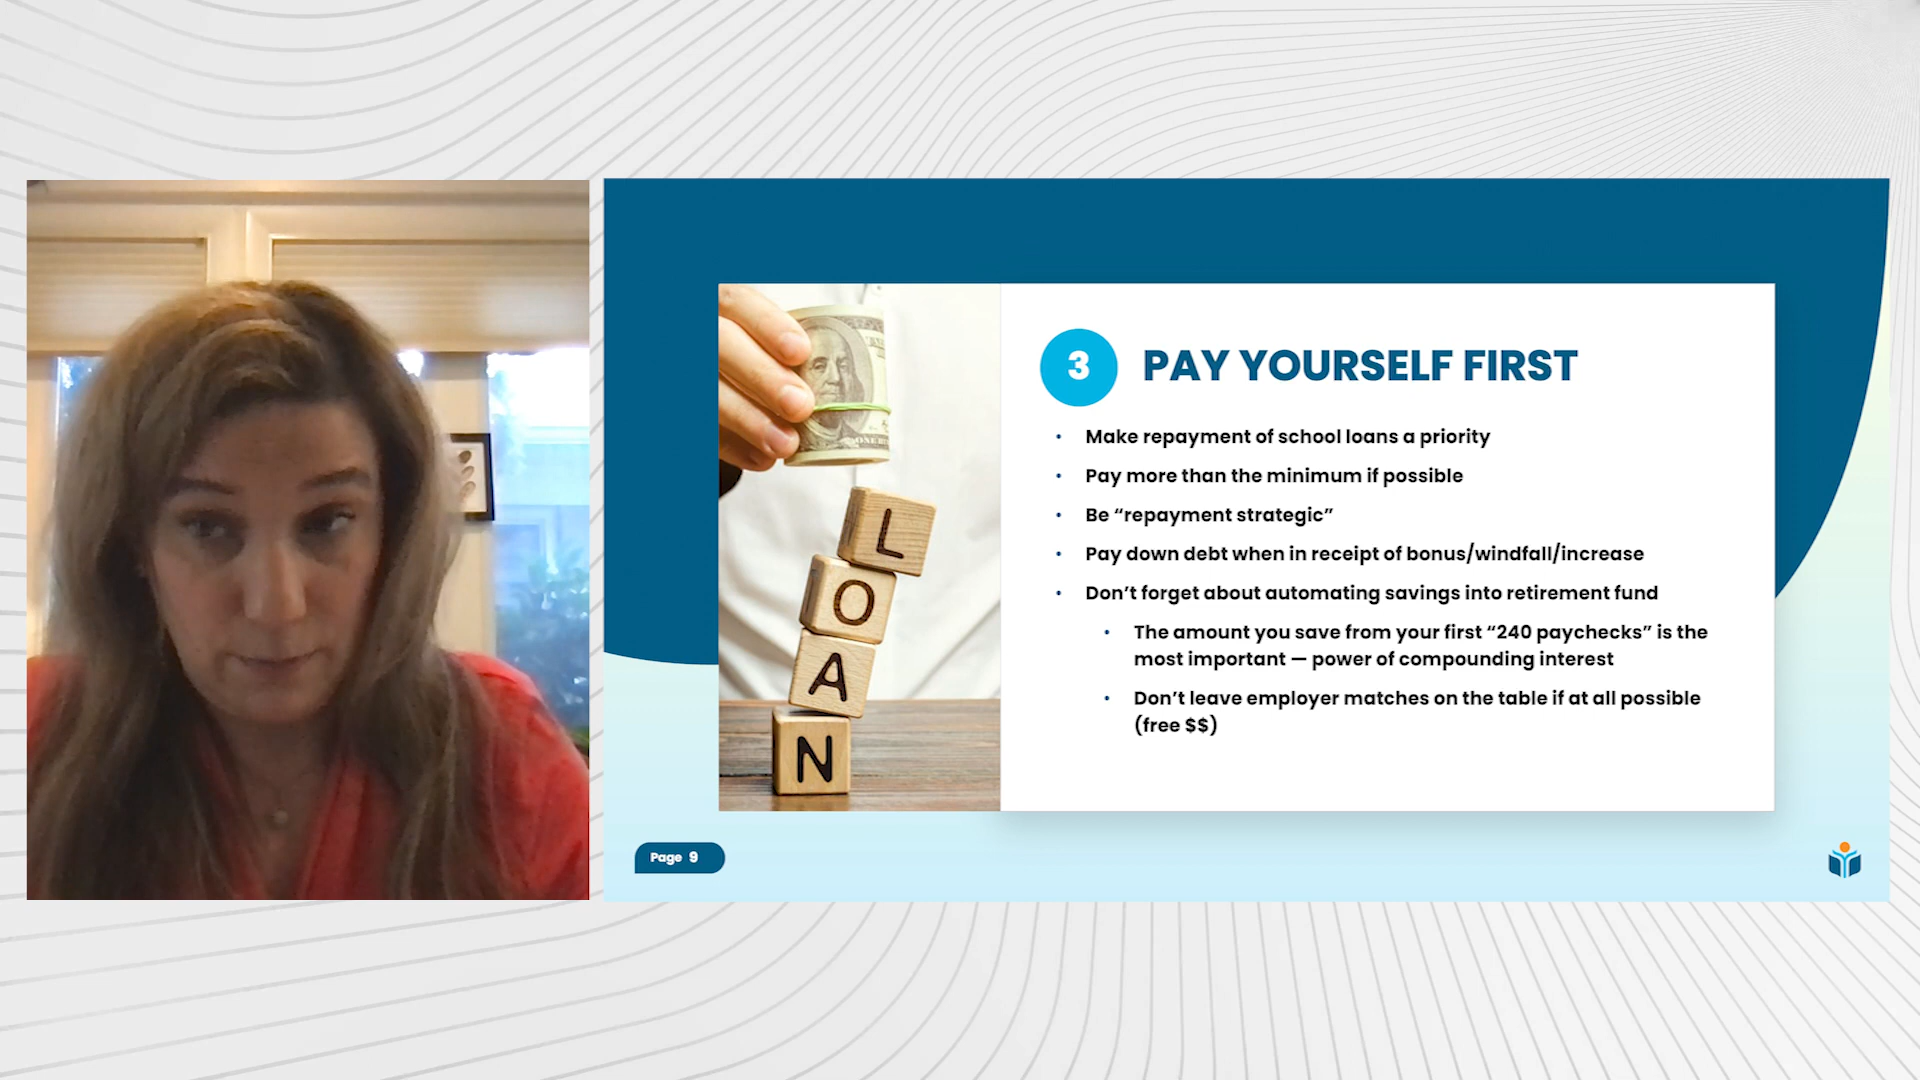 3
PAY YOURSELF FIRST
• Make repayment of school loans a priority
• Pay more than the minimum if possible
• Be “repayment strategic”
• Pay down debt when in receipt of bonus/windfall/increase
• Don’t forget about automating savings into retirement fund
• The amount you save from your first “240 paychecks” is the
most important — power of compounding interest
• Don’t leave employer matches on the table if at all possible
(free $$)
L
O
A
N
Page 9